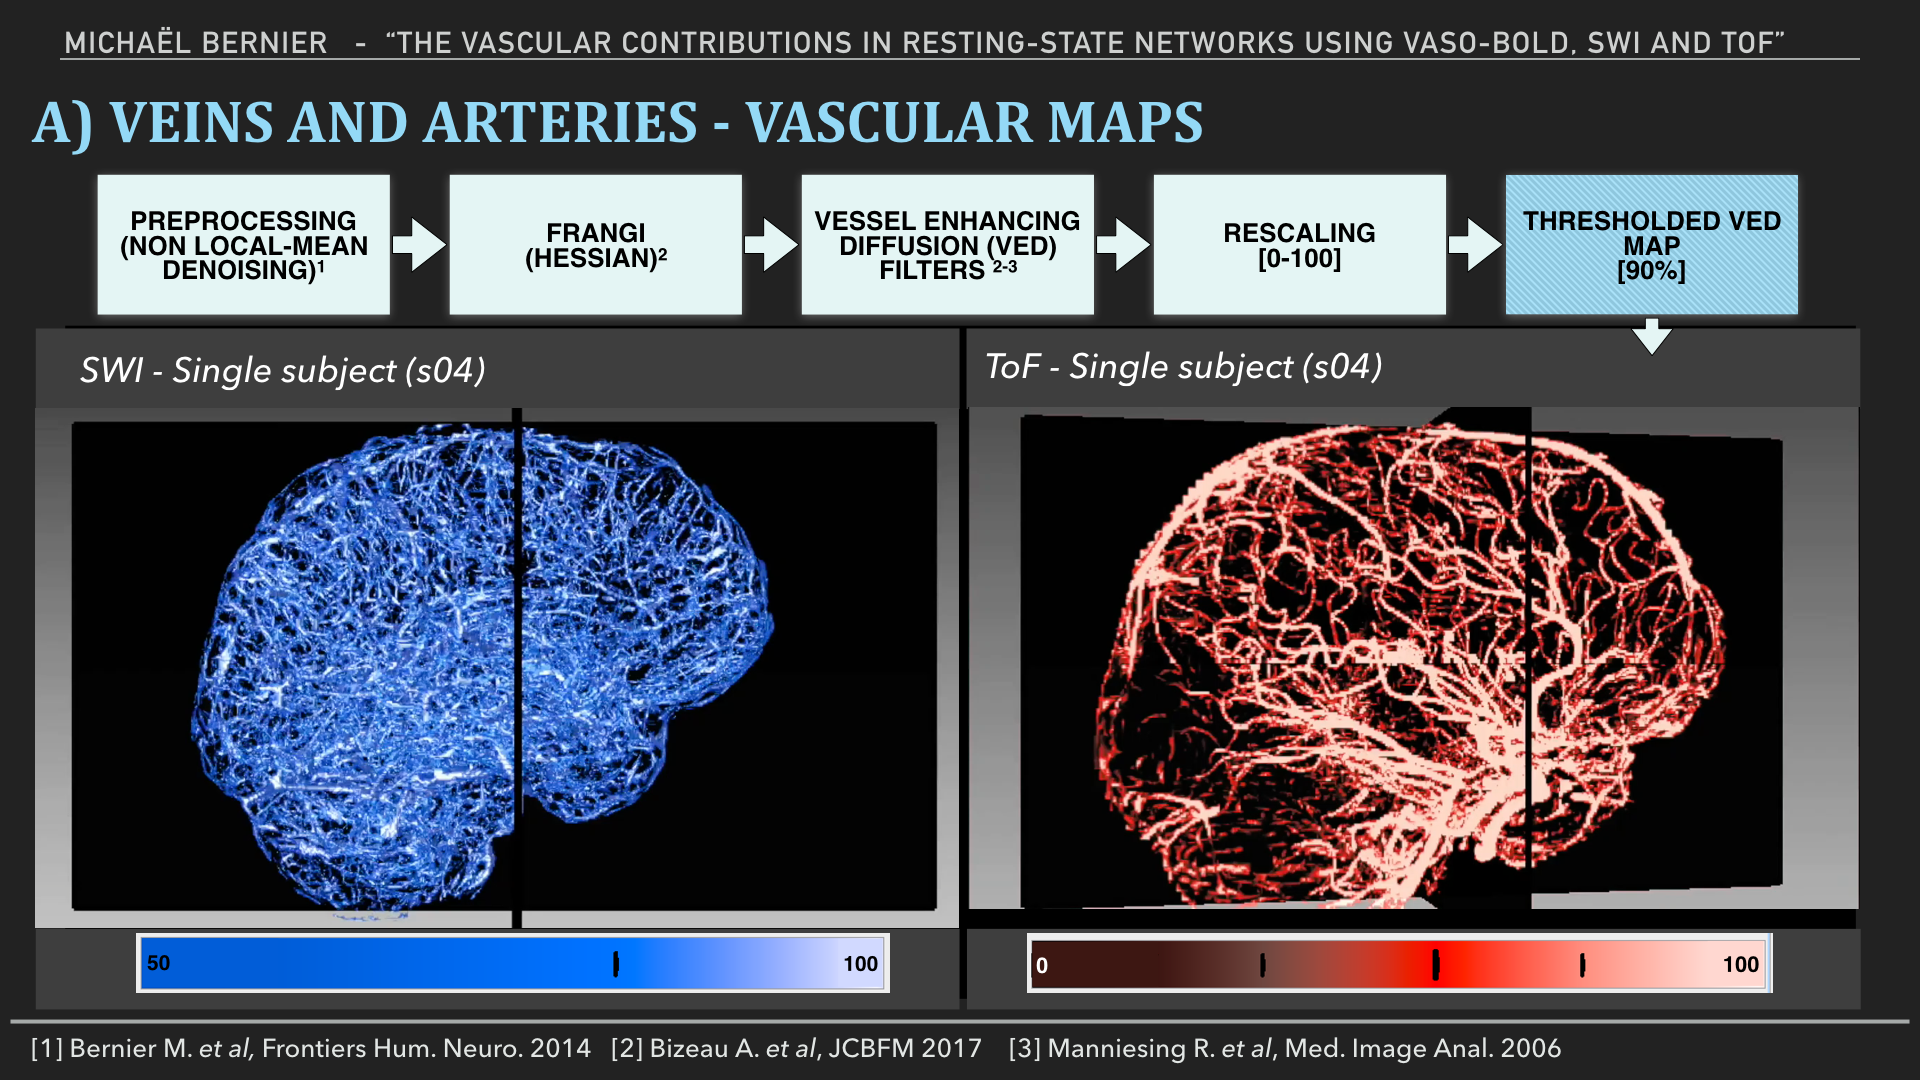 MICHAËL BERNIER - “THE VASCULAR CONTRIBUTIONS IN RESTING-STATE NETWORKS USING VASO-BOLD, SWI AND TOF”
A) VEINS AND ARTERIES - VASCULAR MAPS
PREPROCESSING
(NON LOCAL-MEAN
DENOISING)¹
FRANGI
(HESSIAN)²
VESSEL ENHANCING
DIFFUSION (VED)
FILTERS ²⁻³
RESCALING
[0-100]
THRESHOLDED VED
MAP
[90%]
SWI - Single subject (s04)
ToF - Single subject (s04)
50 100
0 100
[1] Bernier M. et al, Frontiers Hum. Neuro. 2014 [2] Bizeau A. et al, JCBFM 2017 [3] Manniesing R. et al, Med. Image Anal. 2006